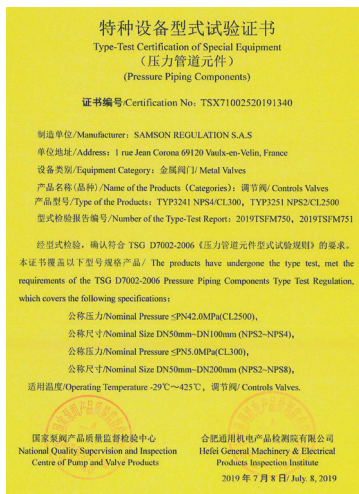 特种设备型式试验证书
Type-Test Certification of Special Equipment
（压力管道元件）
(Pressure Piping Components)
证书编号/Certification No：TSX71002520191340
制造单位/Manufacturer：SAMSON REGULATION S.A.S
单位地址/Address：1 rue Jean Corona 69120 Vaulx-en-Velin, France
设备类别/Equipment Category：金属阀门/ Metal Valves
产品名称(品种）/Name of the Products（Categories）：调节阀/ Controls Valves
产品型号/Type of the Products：TYP3241 NPS4/CL300，TYP3251 NPS2/CL2500
型式检验报告编号/Number of the Type-Test Report：2019TSFM750，2019TSFM751
经型式检验，确认符合 TSG D7002-2006《压力管道元件型式试验规则》的要求。
本证书覆盖以下型号规格产品/ The products have undergone the type test, met the
requirements of the TSG D7002-2006 Pressure Piping Components Type Test Regulation,
which covers the following specifications：
公称压力/Nominal Pressure ≤PN42.0MPa(CL2500),
公称尺寸/Nominal Size DN50mm~DN100mm (NPS2~NPS4),
公称压力/Nominal Pressure ≤PN5.0MPa(CL300),
公称尺寸/Nominal Size DN50mm~DN200mm (NPS2~NPS8),
适用温度/Operating Temperature -29℃～425℃，调节阀/ Controls Valves.
国家泵阀产品质量监督检验中心
National Quality Supervision and Inspection
Centre of Pump and Valve Products
合肥通用机电产品检测院有限公司
Hefei General Machinery & Electrical
Products Inspection Institute
2019 年 7 月 8 日/ July. 8, 2019